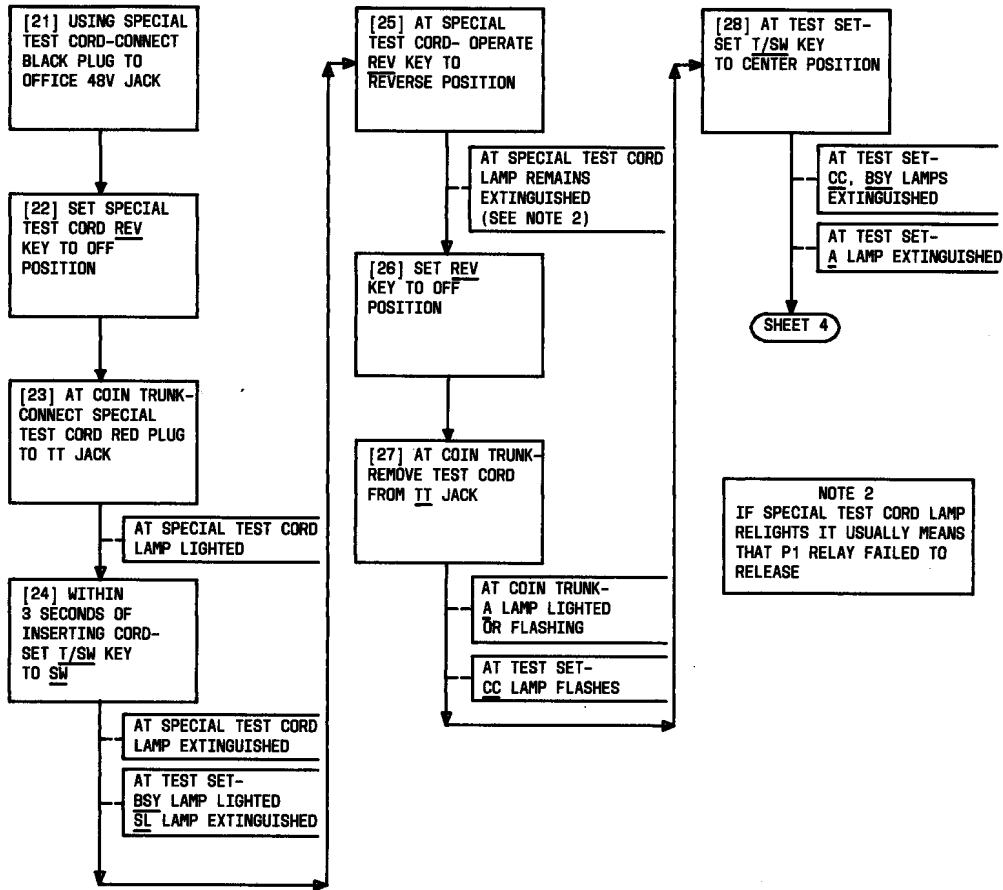 [21] USING SPECIAL
TEST CORD-CONNECT
BLACK PLUG TO
OFFICE 48V JACK
[22] SET SPECIAL
TEST CORD REV
KEY TO OFF
POSITION
[23] AT COIN TRUNK-
CONNECT SPECIAL
TEST CORD RED PLUG
TO TT JACK
AT SPECIAL TEST CORD
LAMP LIGHTED
[24] WITHIN
3 SECONDS OF
INSERTING CORD-
SET T/SW KEY
TO SW
AT SPECIAL TEST CORD
LAMP EXTINGUISHED
AT TEST SET-
BSY LAMP LIGHTED
SL LAMP EXTINGUISHED
[25] AT SPECIAL
TEST CORD- OPERATE
REV KEY TO
REVERSE POSITION
AT SPECIAL TEST CORD
LAMP REMAINS
EXTINGUISHED
(SEE NOTE 2)
[26] SET REV
KEY TO OFF
POSITION
[27] AT COIN TRUNK-
REMOVE TEST CORD
FROM TT JACK
AT COIN TRUNK-
A LAMP LIGHTED
OR FLASHING
AT TEST SET-
CC LAMP FLASHES
[28] AT TEST SET-
SET T/SW KEY
TO CENTER POSITION
AT TEST SET-
CC, BSY LAMPS
EXTINGUISHED
AT TEST SET-
A LAMP EXTINGUISHED
SHEET 4
NOTE 2
IF SPECIAL TEST CORD LAMP
RELIGHTS IT USUALLY MEANS
THAT P1 RELAY FAILED TO
RELEASE